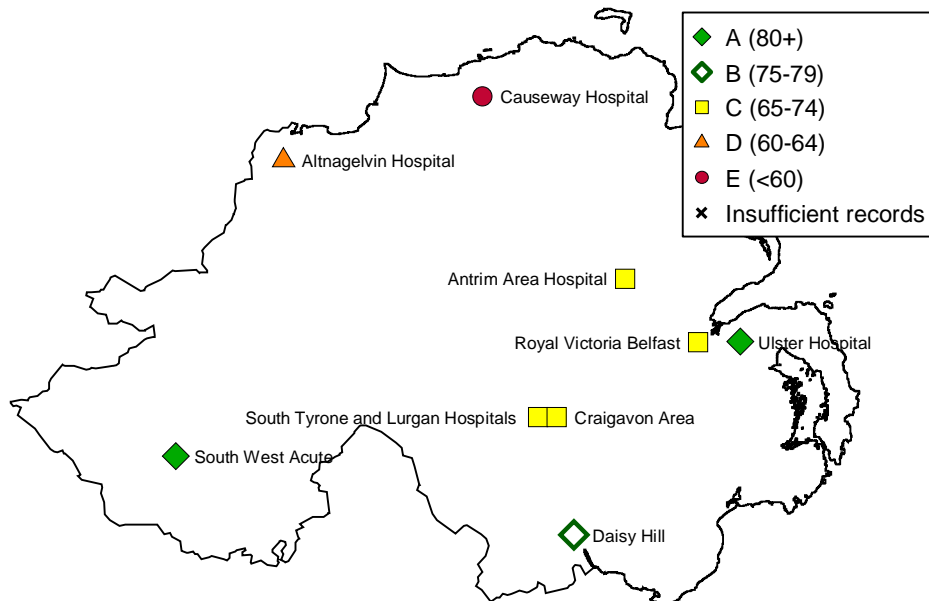 A (80+)
B (75-79)
C (65-74)
D (60-64)
E (<60)
Insufficient records
Causeway Hospital
Altnagelvin Hospital
Antrim Area Hospital
Royal Victoria Belfast
Ulster Hospital
South Tyrone and Lurgan Hospitals
Craigavon Area
South West Acute
Daisy Hill